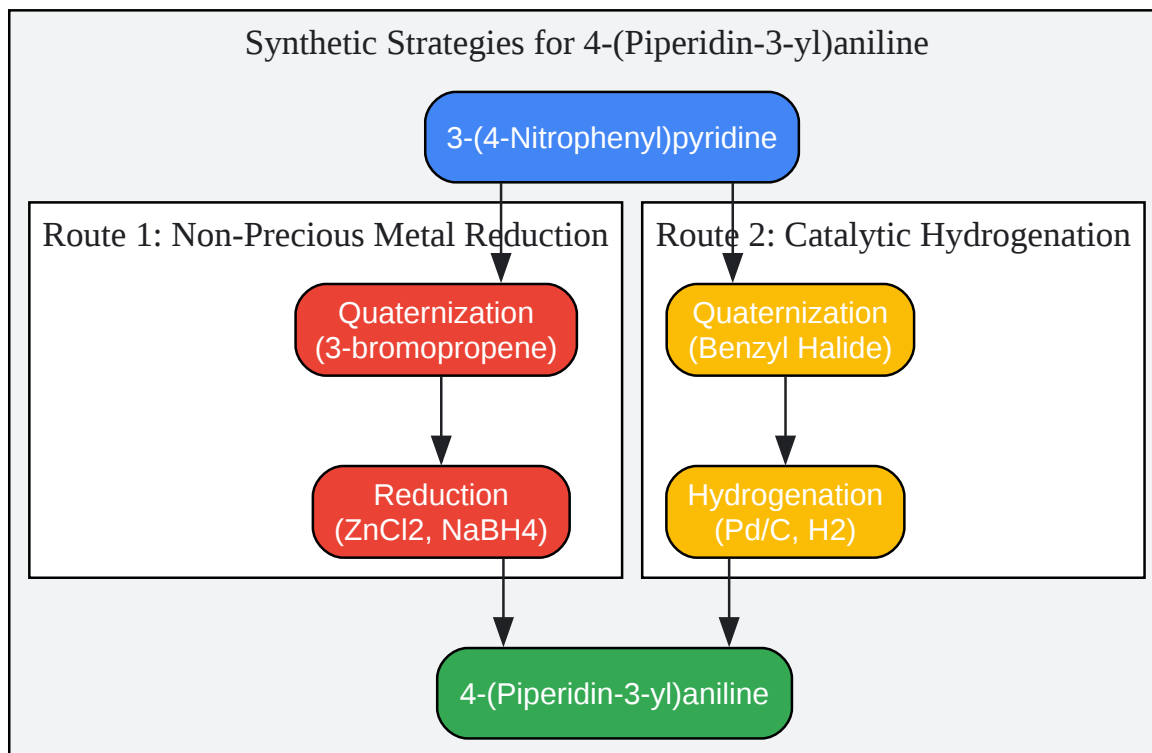 Synthetic Strategies for 4-(Piperidin-3-yl)aniline
3-(4-Nitrophenyl)pyridine
Route 1: Non-Precious Metal Reduction
Quaternization
(3-bromopropene)
Reduction
(ZnCl2, NaBH4)
Route 2: Catalytic Hydrogenation
Quaternization
(Benzyl Halide)
Hydrogenation
(Pd/C, H2)
4-(Piperidin-3-yl)aniline